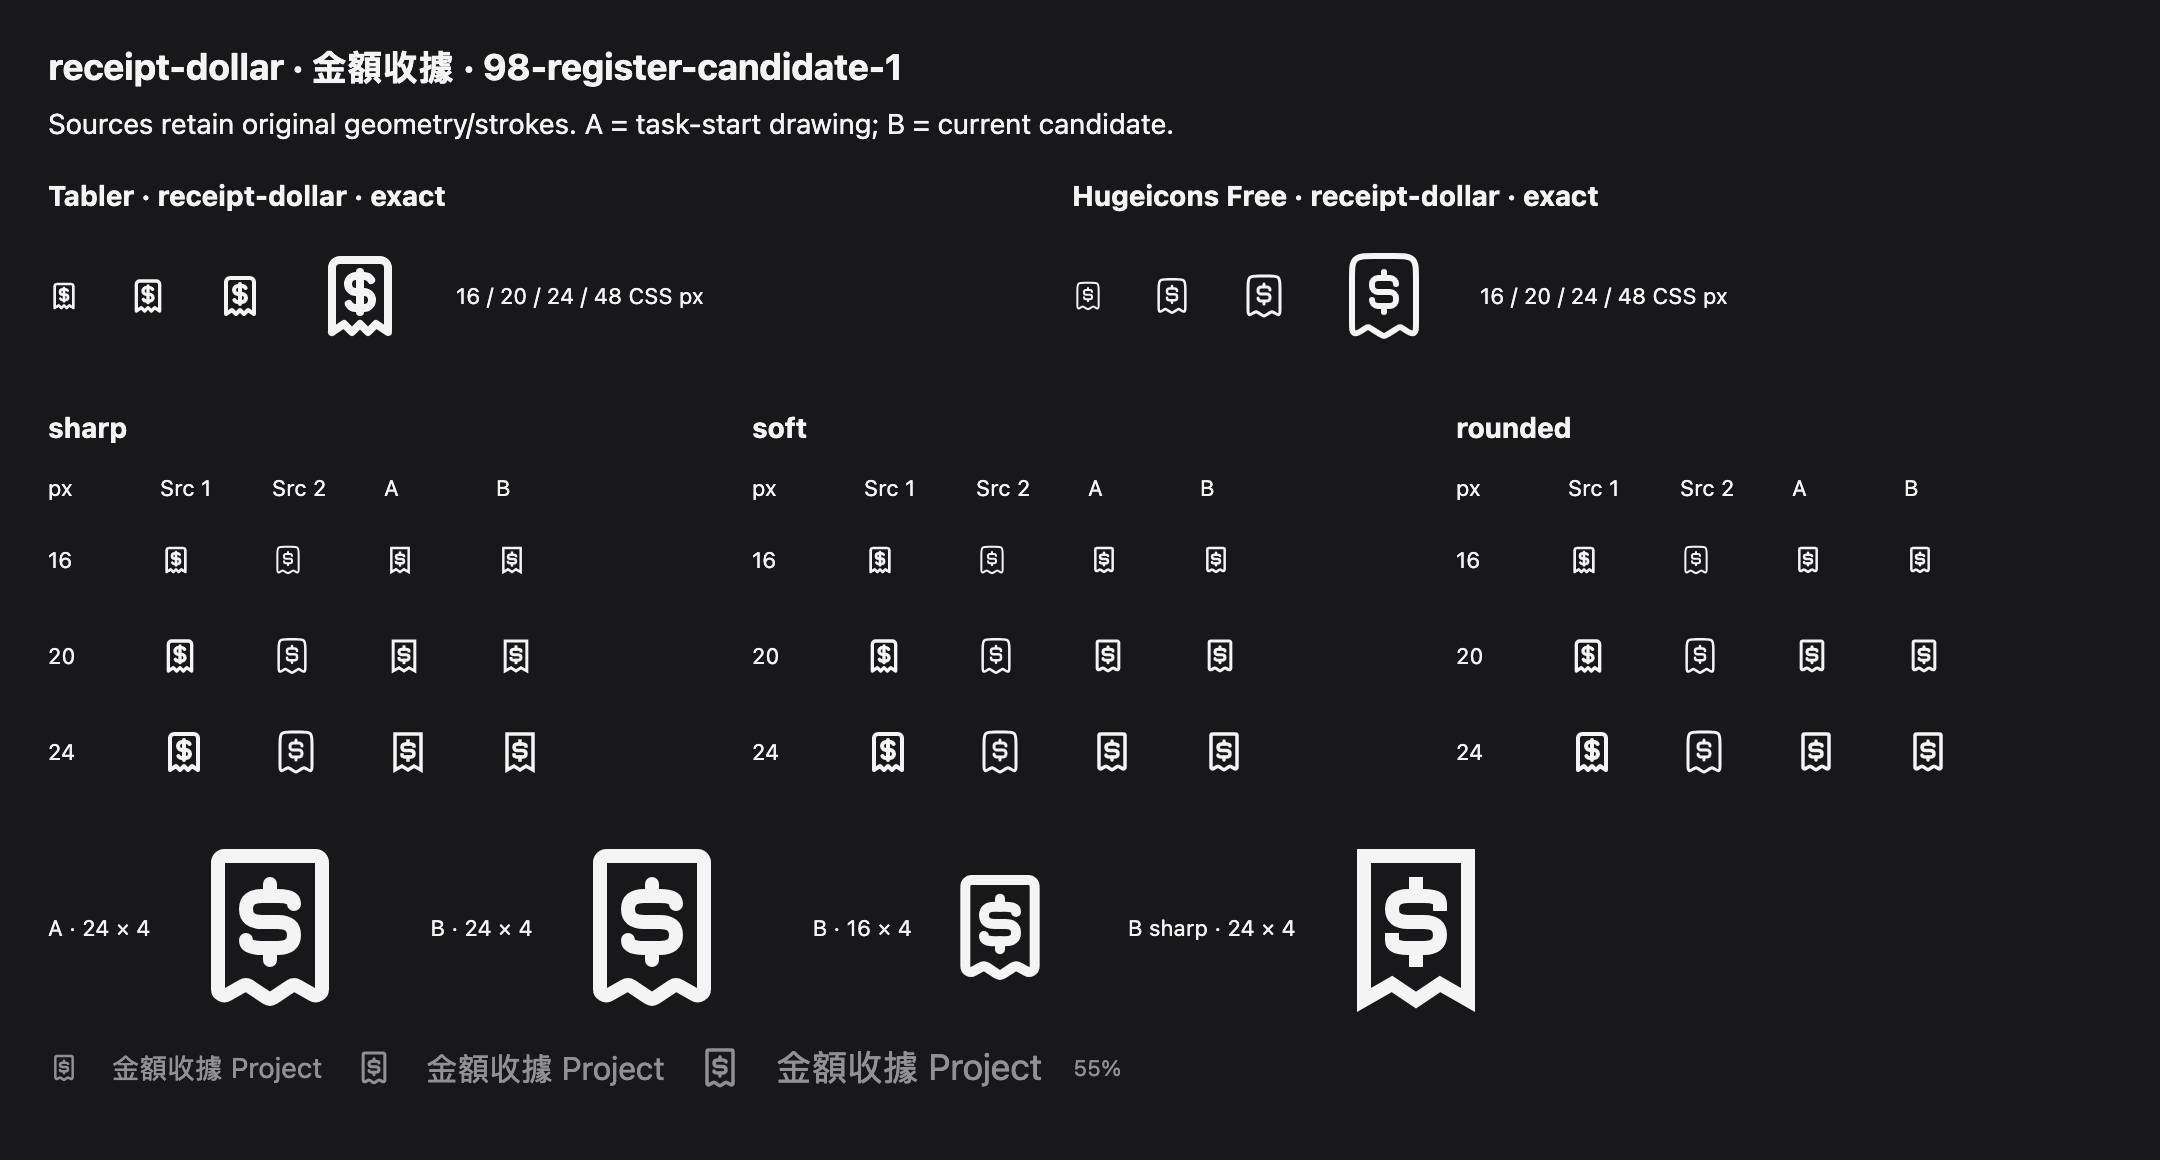 receipt-dollar · 金額收據 · 98-register-candidate-1
Sources retain original geometry/strokes. A = task-start drawing; B = current candidate.
Tabler · receipt-dollar · exact
Hugeicons Free · receipt-dollar · exact
16 / 20 / 24 / 48 CSS px
16 / 20 / 24 / 48 CSS px
sharp
soft
rounded
px Src 1 Src 2 A B
px Src 1 Src 2 A B
px Src 1 Src 2 A B
16
16
16
20
20
20
24
24
24
A · 24 × 4
B · 24 × 4
B · 16 × 4
B sharp · 24 × 4
金額收據 Project
金額收據 Project
金額收據 Project
55%